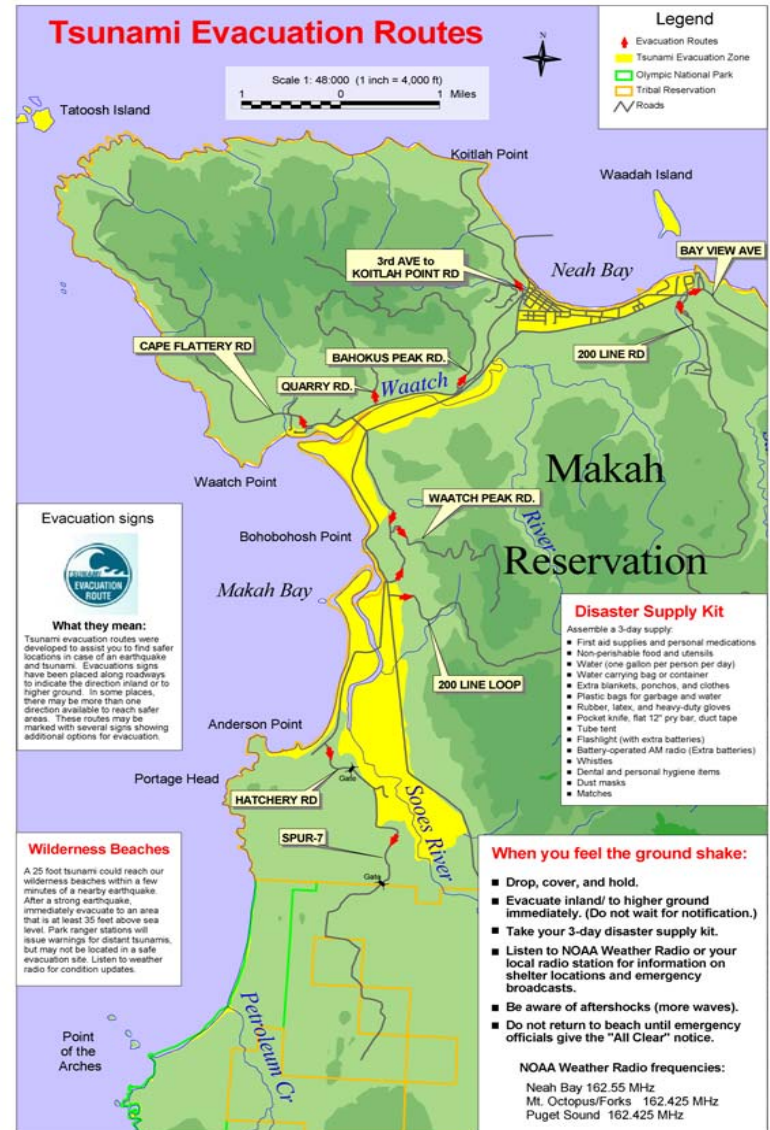 Tsunami Evacuation Routes
N
Scale 1: 48:000 (1 inch = 4,000 ft)
1 0 1 Miles
Legend
Evacuation Routes
Tsunami Evacuation Zone
Olympic National Park
Tribal Reservation
Roads
Tatoosh Island
Koitlah Point
Waadah Island
3rd AVE to
KOITLAH POINT RD
Neah Bay
BAY VIEW AVE
CAPE FLATTERY RD
BAHOKUS PEAK RD.
200 LINE RD
QUARRY RD.
Waatch
River
Waatch Point
Makah
Reservation
WAATCH PEAK RD.
Bohobohosh Point
Makah Bay
200 LINE LOOP
Anderson Point
Portage Head
Gate
HATCHERY RD
Sooes River
SPUR-7
Gate
Petroleum Cr
Point
of the
Arches
Evacuation signs
TSUNAMI
EVACUATION
ROUTE
What they mean:
Tsunami evacuation routes were
developed to assist you to find safer
locations in case of an earthquake
and tsunami. Evacuations signs
have been placed along roadways
to indicate the direction inland or to
higher ground. In some places,
there may be more than one
direction available to reach safer
areas. These routes may be
marked with several signs showing
additional options for evacuation.
Wilderness Beaches
A 25 foot tsunami could reach our
wilderness beaches within a few
minutes of a nearby earthquake.
After a strong earthquake,
immediately evacuate to an area
that is at least 35 feet above sea
level. Park ranger stations will
issue warnings for distant tsunamis,
but may not be located in a safe
evacuation site. Listen to weather
radio for condition updates.
Disaster Supply Kit
Assemble a 3-day supply:
■ First aid supplies and personal medications
■ Non-perishable food and utensils
■ Water (one gallon per person per day)
■ Water carrying bag or container
■ Extra blankets, ponchos, and clothes
■ Plastic bags for garbage and water
■ Rubber, latex, and heavy-duty gloves
■ Pocket knife, flat 12" pry bar, duct tape
■ Tube tent
■ Flashlight (with extra batteries)
■ Battery-operated AM radio (Extra batteries)
■ Whistles
■ Dental and personal hygiene items
■ Dust masks
■ Matches
When you feel the ground shake:
■ Drop, cover, and hold.
■ Evacuate inland/ to higher ground
immediately. (Do not wait for notification.)
■ Take your 3-day disaster supply kit.
■ Listen to NOAA Weather Radio or your
local radio station for information on
shelter locations and emergency
broadcasts.
■ Be aware of aftershocks (more waves).
■ Do not return to beach until emergency
officials give the "All Clear" notice.
NOAA Weather Radio frequencies:
Neah Bay 162.55 MHz
Mt. Octopus/Forks 162.425 MHz
Puget Sound 162.425 MHz